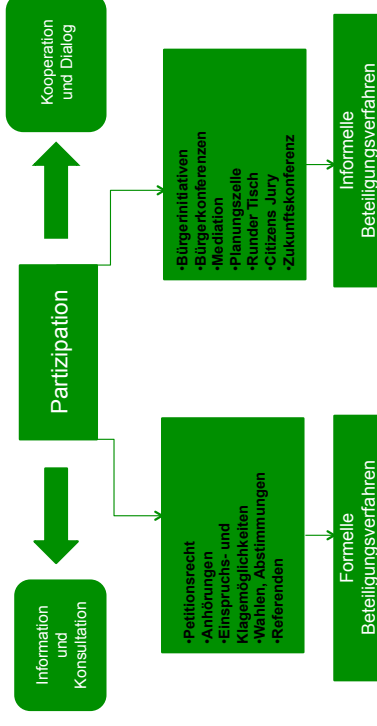 Partizipation
Information
und
Konsultation
Kooperation
und Dialog
•Petitionsrecht
•Anhörungen
•Einspruchs- und
Klagemöglichkeiten
•Wahlen, Abstimmungen
•Referenden
•Bürgerinitiativen
•Bürgerkonferenzen
•Mediation
•Planungszelle
•Runder Tisch
•Citizens Jury
•Zukunftskonferenz
Formelle
Beteiligungsverfahren
Informelle
Beteiligungsverfahren